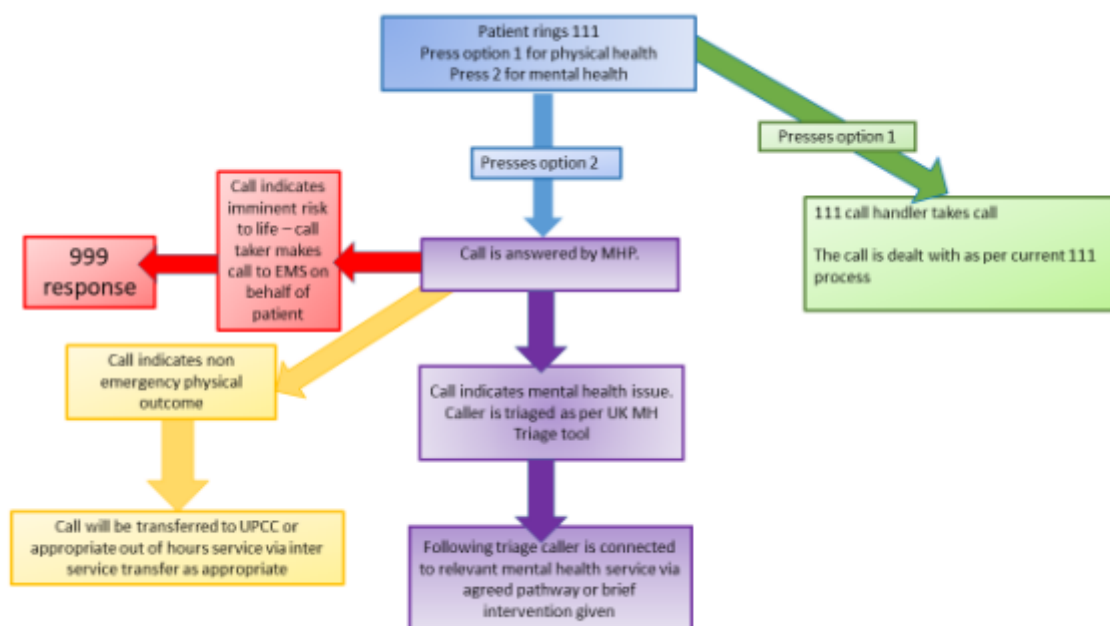 Patient rings 111
Press option 1 for physical health
Press 2 for mental health
Presses option 1
Presses option 2
Call indicates
imminent risk
to life – call
taker makes
call to EMS on
behalf of
patient
999
response
Call is answered by MHP.
111 call handler takes call
The call is dealt with as per current 111
process
Call indicates non
emergency physical
outcome
Call indicates mental health issue.
Caller is triaged as per UK MH
Triage tool
Call will be transferred to UPCC or
appropriate out of hours service via inter
service transfer as appropriate
Following triage caller is connected
to relevant mental health service via
agreed pathway or brief
intervention given